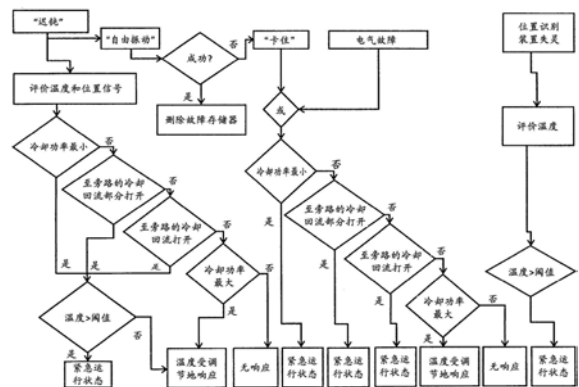 “迟钝”
“自由振动”
成功?
否
“卡住”
电气故障
位置识别
装置失灵
评价温度和位置信号
是
删除故障存储器
或
评价温度
冷却功率最小
否
至旁路的冷却
回流部分打开
否
至旁路的冷却
回流打开
否
冷却功率
最大
是
是
是
是
否
冷却功率最小
否
至旁路的冷却
回流部分打开
否
至旁路的冷却
回流打开
否
冷却功率
最大
是
是
是
是
否
温度>阈值
否
是
温度>阈值
是
紧急运
行状态
温度受调
节地响应
无响应
紧急运
行状态
紧急运
行状态
紧急运
行状态
温度受调
节地响应
无响应
紧急运
行状态